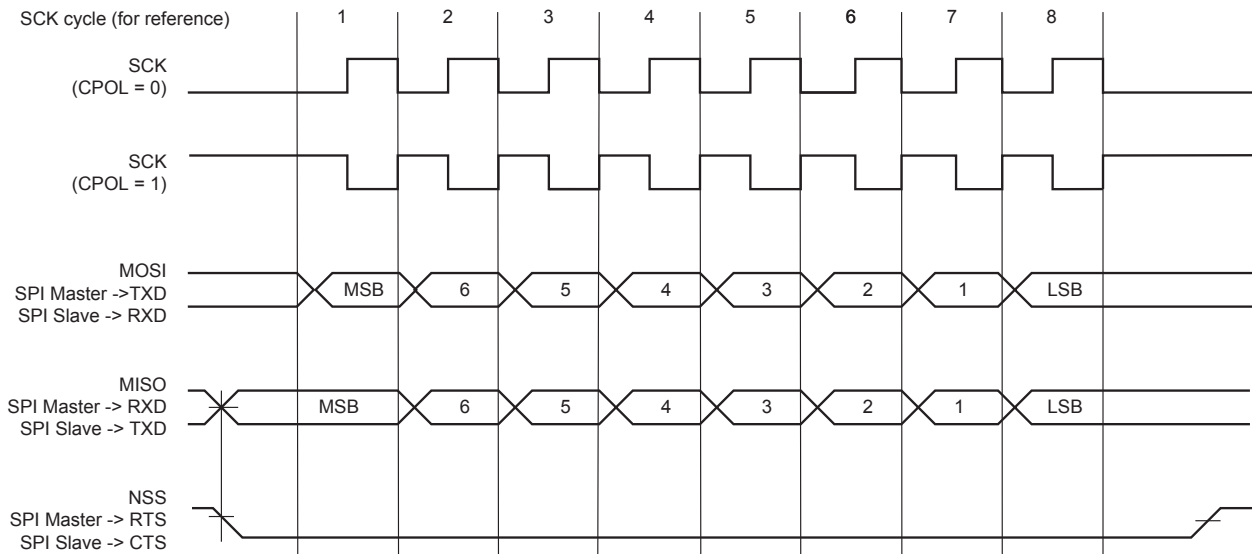 SCK cycle (for reference) 1 2 3 4 5 6 7 8
SCK
(CPOL = 0)
SCK
(CPOL = 1)
MOSI
SPI Master ->TXD
SPI Slave -> RXD
MSB 6 5 4 3 2 1 LSB
MISO
SPI Master -> RXD
SPI Slave -> TXD
MSB 6 5 4 3 2 1 LSB
NSS
SPI Master -> RTS
SPI Slave -> CTS